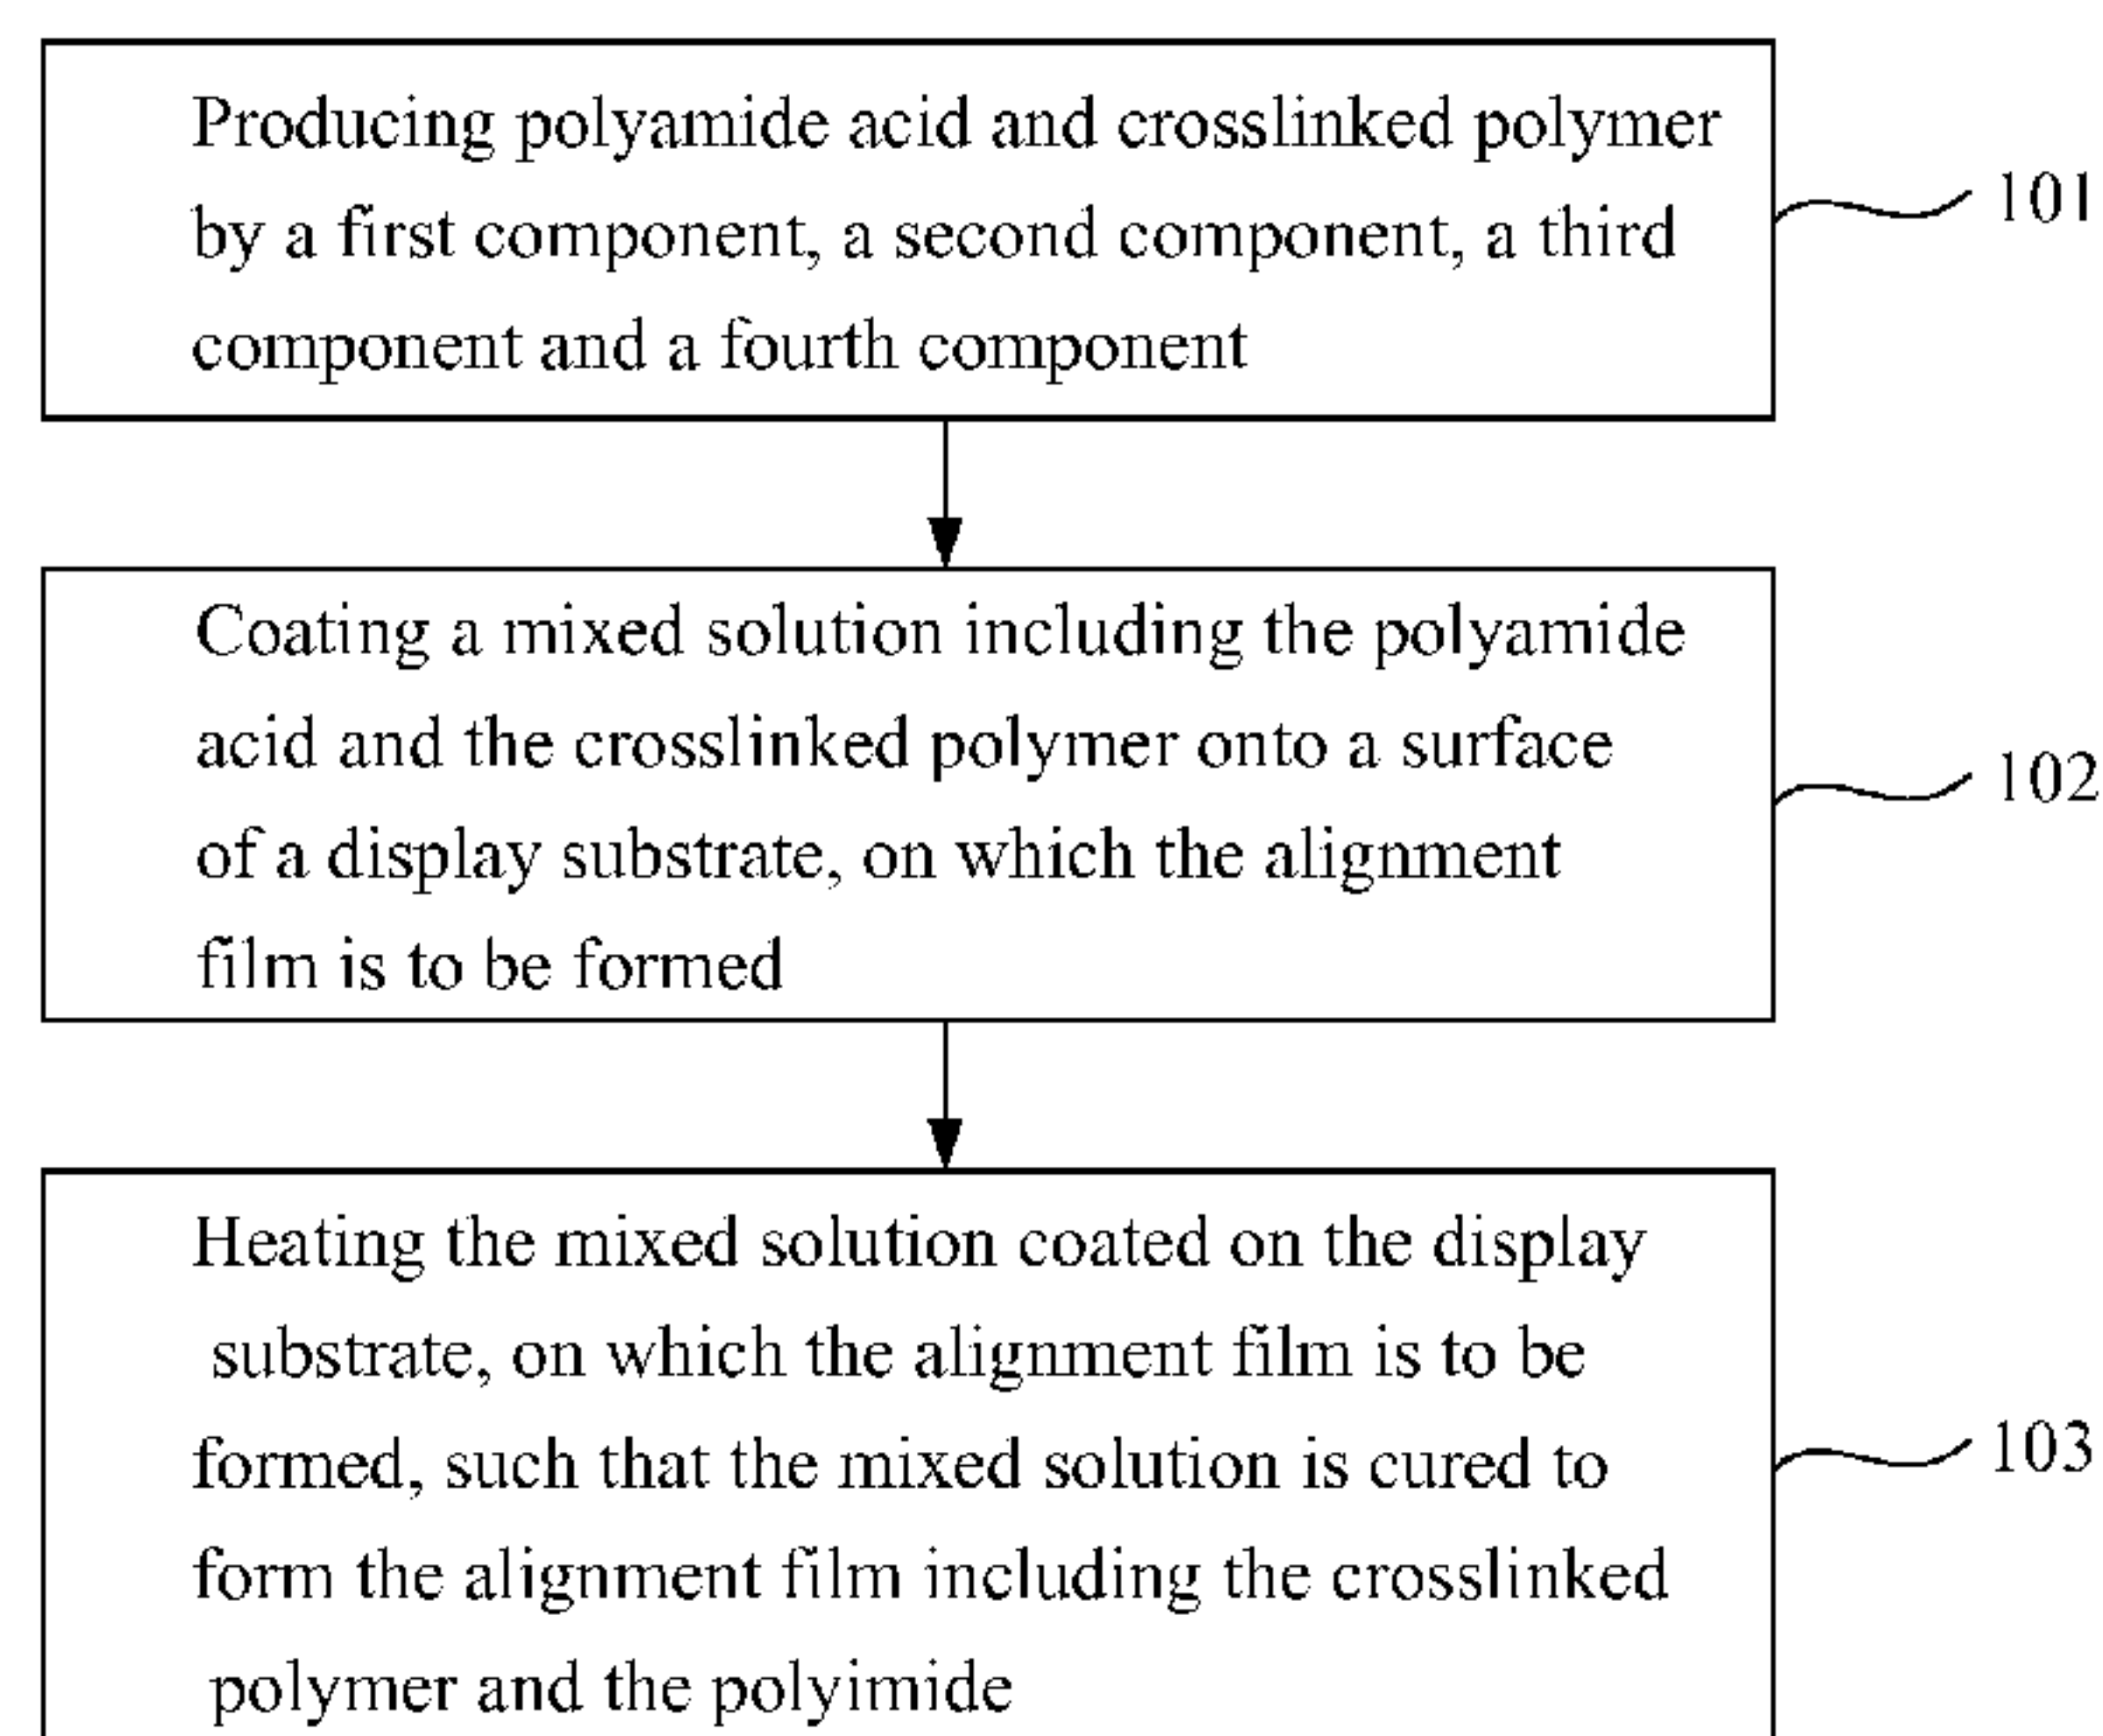 Producing polyamide acid and crosslinked polymer
by a first component, a second component, a third
component and a fourth component
101
Coating a mixed solution including the polyamide
acid and the crosslinked polymer onto a surface
of a display substrate, on which the alignment
film is to be formed
102
Heating the mixed solution coated on the display
substrate, on which the alignment film is to be
formed, such that the mixed solution is cured to
form the alignment film including the crosslinked
polymer and the polyimide
103